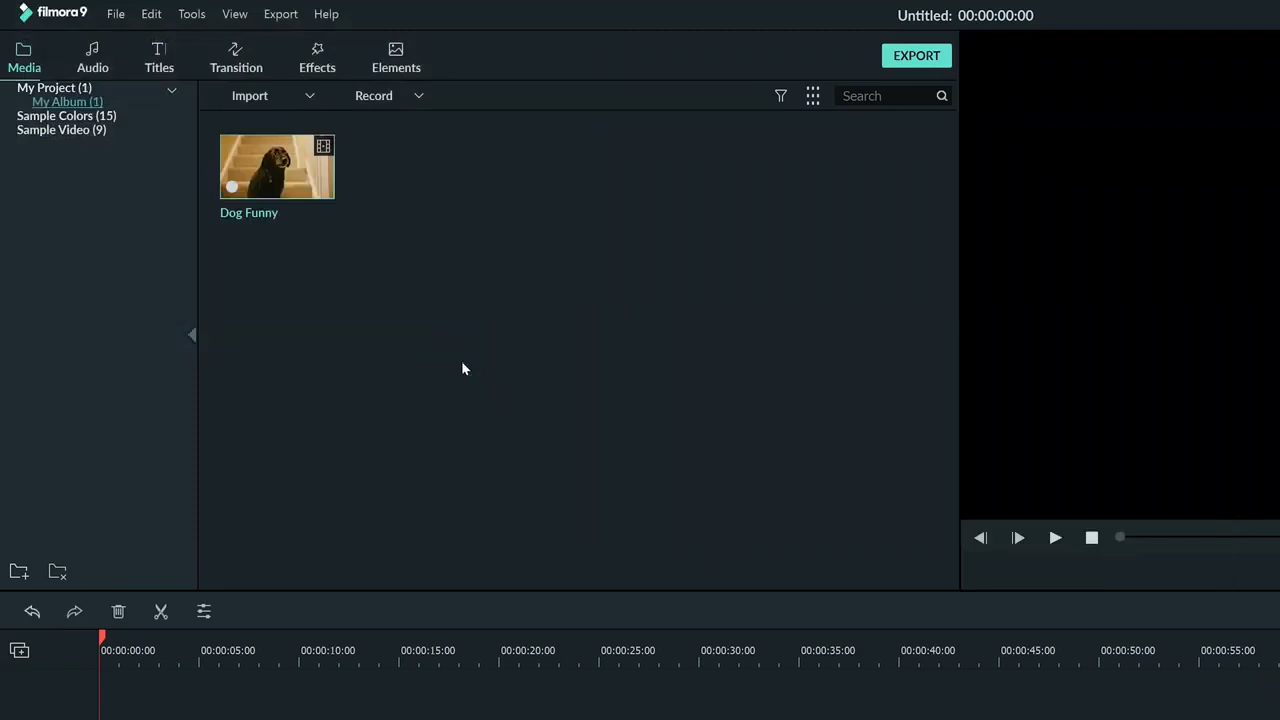 filmora9 File Edit Tools View Export Help
Untitled: 00:00:00:00
Media Audio Titles Transition Effects Elements
EXPORT
My Project (1)
My Album (1)
Sample Colors (15)
Sample Video (9)
Import Record Search
Dog Funny
00:00:00:00 00:00:05:00 00:00:10:00 00:00:15:00 00:00:20:00 00:00:25:00 00:00:30:00 00:00:35:00 00:00:40:00 00:00:45:00 00:00:50:00 00:00:55:00